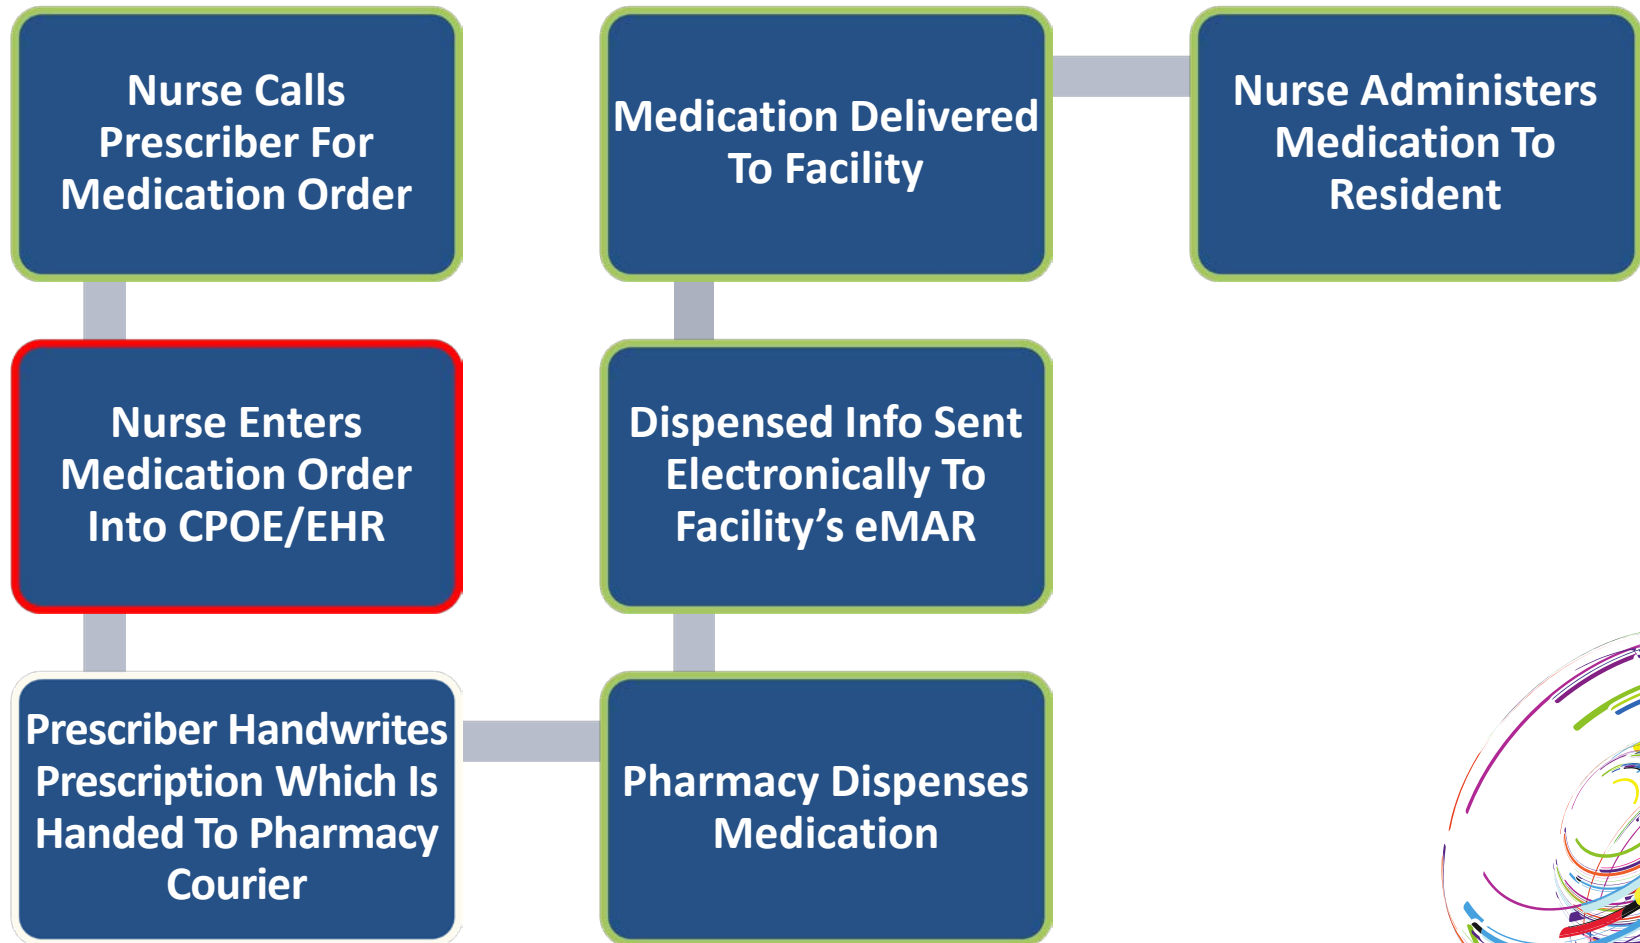 Nurse Calls
Prescriber For
Medication Order
Nurse Enters
Medication Order
Into CPOE/EHR
Prescriber Handwrites
Prescription Which Is
Handed To Pharmacy
Courier
Pharmacy Dispenses
Medication
Dispensed Info Sent
Electronically To
Facility’s eMAR
Medication Delivered
To Facility
Nurse Administers
Medication To
Resident